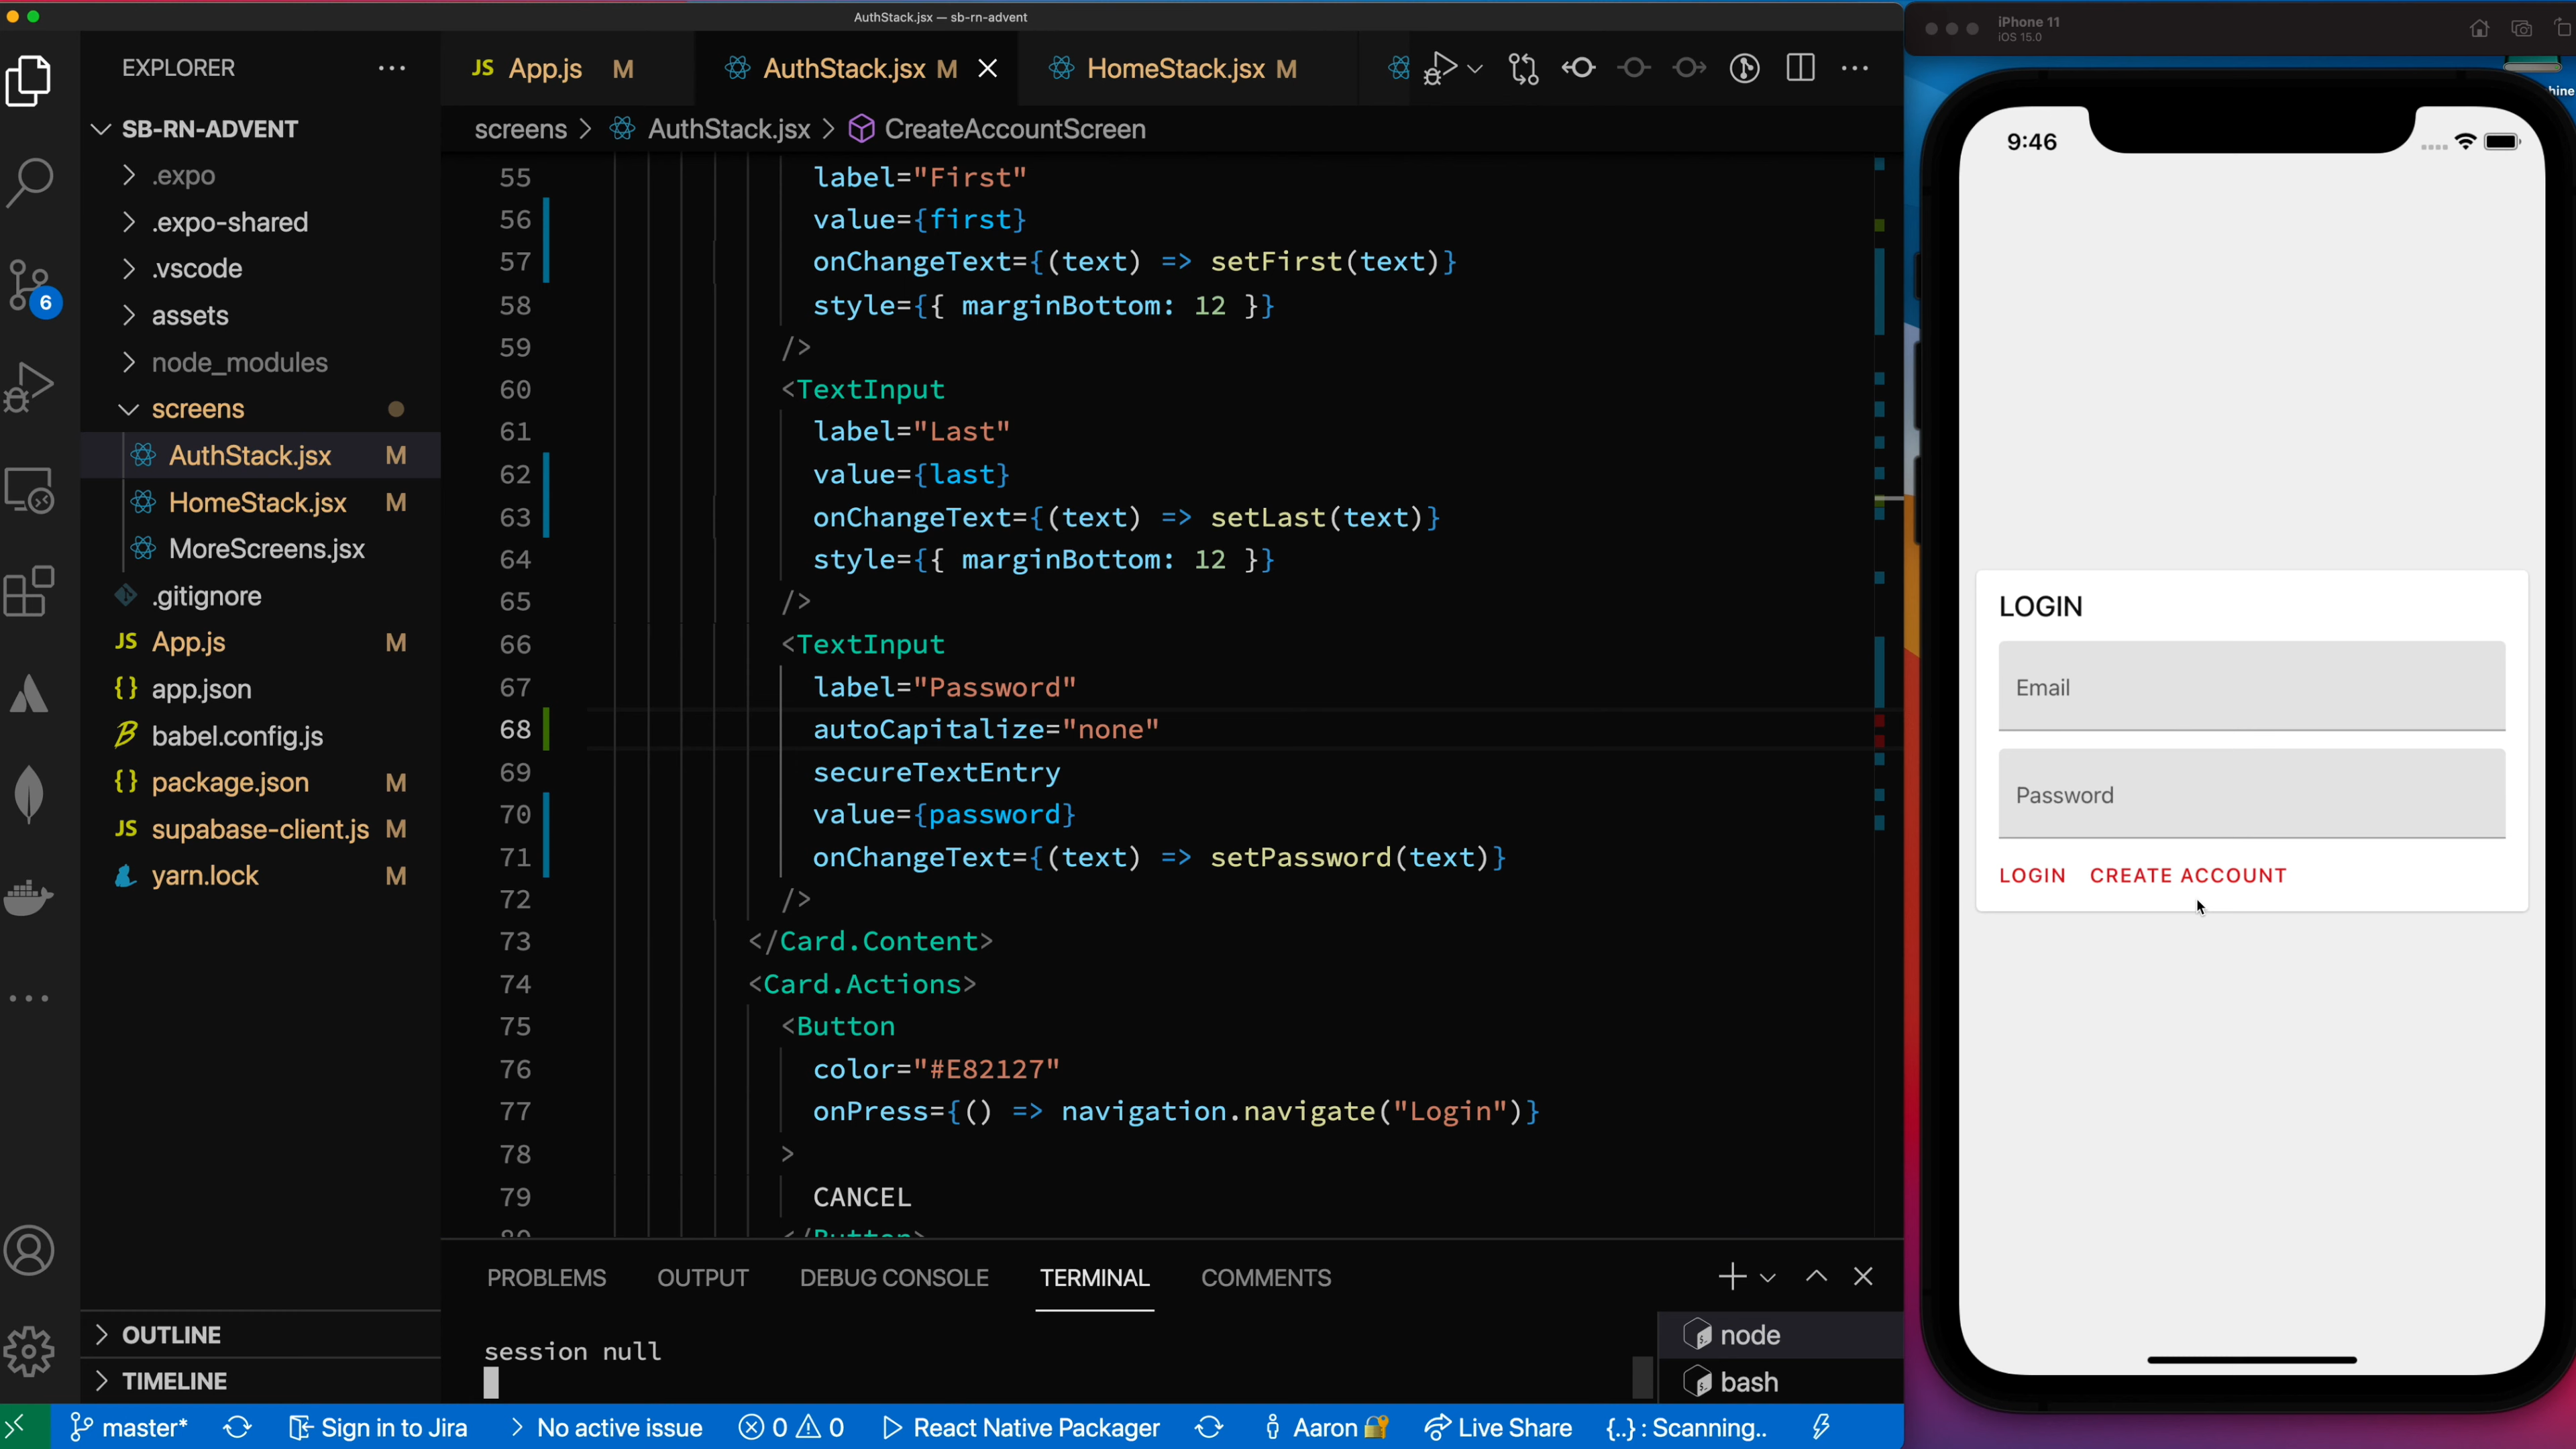 AuthStack.jsx — sb-rn-advent
EXPLORER
SB-RN-ADVENT
.expo
.expo-shared
.vscode
assets
node_modules
screens
AuthStack.jsx M
HomeStack.jsx M
MoreScreens.jsx
.gitignore
JS App.js M
{} app.json
babel.config.js
{} package.json M
JS supabase-client.js M
yarn.lock M
OUTLINE
TIMELINE
6
JS App.js M
AuthStack.jsx M
HomeStack.jsx M
screens > AuthStack.jsx > CreateAccountScreen
55 label="First"
56 value={first}
57 onChangeText={(text) => setFirst(text)}
58 style={{ marginBottom: 12 }}
59 />
60 <TextInput
61 label="Last"
62 value={last}
63 onChangeText={(text) => setLast(text)}
64 style={{ marginBottom: 12 }}
65 />
66 <TextInput
67 label="Password"
68 autoCapitalize="none"
69 secureTextEntry
70 value={password}
71 onChangeText={(text) => setPassword(text)}
72 />
73 </Card.Content>
74 <Card.Actions>
75 <Button
76 color="#E82127"
77 onPress={() => navigation.navigate("Login")}
78 >
79 CANCEL
80 </Button>
PROBLEMS OUTPUT DEBUG CONSOLE TERMINAL COMMENTS
session null
node
bash
master* Sign in to Jira No active issue 0 0 React Native Packager Aaron Live Share {..} : Scanning..
iPhone 11
iOS 15.0
hine
9:46
LOGIN
Email
Password
LOGIN CREATE ACCOUNT